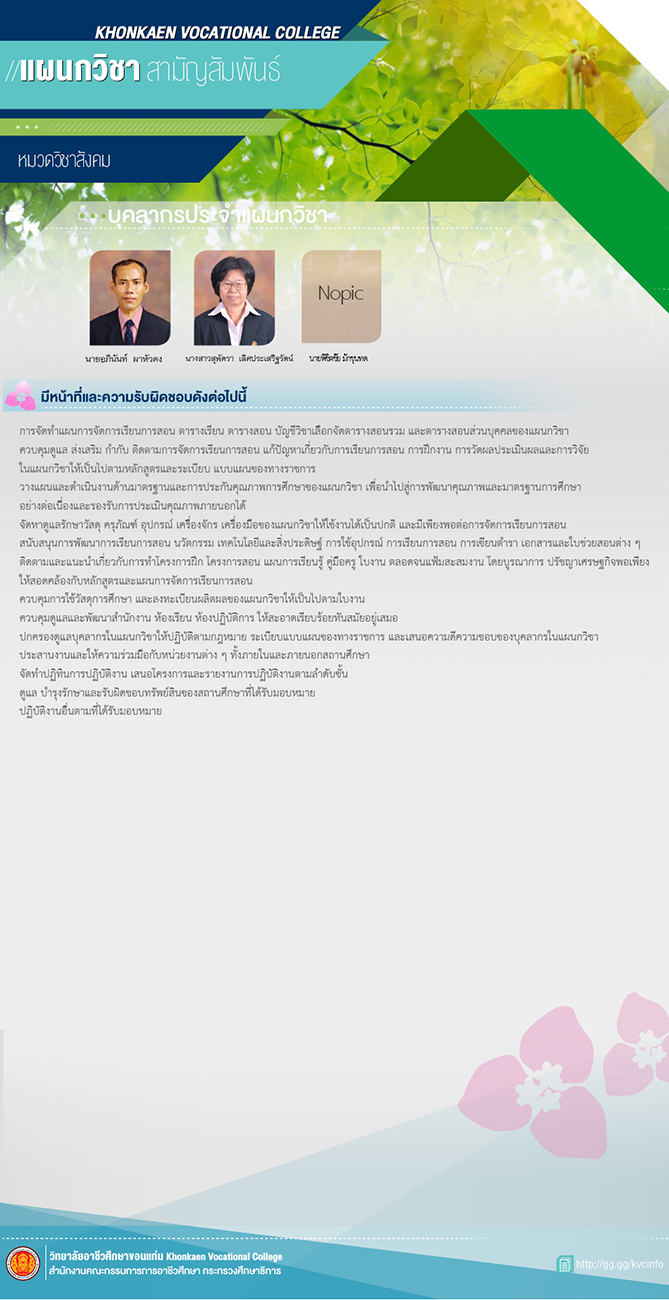 KHONKAEN VOCATIONAL COLLEGE
//แผนกวิชา สามัญสัมพันธ์
หมวดวิชาสังคม
บุคลากรประจำแผนกวิชา
Nopic
นายอภินันท์ ผาหัวดง
นางสาวสุพัตรา เลิศประเสริฐรัตน์
มีหน้าที่และความรับผิดชอบดังต่อไปนี้
การจัดทำแผนการจัดการเรียนการสอน ตารางเรียน ตารางสอน บัญชีวิชาเลือกจัดตารางสอนรวม และตารางสอนส่วนบุคคลของแผนกวิชา
ควบคุมดูแล ส่งเสริม กำกับ ติดตามการจัดการเรียนการสอน แก้ปัญหาเกี่ยวกับการเรียนการสอน การฝึกงาน การวัดผลประเมินผลและการวิจัย
ในแผนกวิชาให้เป็นไปตามหลักสูตรและระเบียบ แบบแผนของทางราชการ
วางแผนและดำเนินงานด้านมาตรฐานและการประกันคุณภาพการศึกษาของแผนกวิชา เพื่อนำไปสู่การพัฒนาคุณภาพและมาตรฐานการศึกษา
อย่างต่อเนื่องและรองรับการประเมินคุณภาพภายนอกได้
จัดหาดูแลรักษาวัสดุ ครุภัณฑ์ อุปกรณ์ เครื่องจักร เครื่องมือของแผนกวิชาให้ใช้งานได้เป็นปกติ และมีเพียงพอต่อการจัดการเรียนการสอน
สนับสนุนการพัฒนาการเรียนการสอน นวัตกรรม เทคโนโลยีและสิ่งประดิษฐ์ การใช้อุปกรณ์ การเรียนการสอน การเขียนตำรา เอกสารและใบช่วยสอนต่าง ๆ
ติดตามและแนะนำเกี่ยวกับการทำโครงการฝึก โครงการสอน แผนการเรียนรู้ คู่มือครู ใบงาน ตลอดจนแฟ้มสะสมงาน โดยบูรณาการ ปรัชญาเศรษฐกิจพอเพียง
ให้สอดคล้องกับหลักสูตรและแผนการจัดการเรียนการสอน
ควบคุมการใช้วัสดุการศึกษา และลงทะเบียนผลิตผลของแผนกวิชาให้เป็นไปตามใบงาน
ควบคุมดูแลและพัฒนาสำนักงาน ห้องเรียน ห้องปฏิบัติการ ให้สะอาดเรียบร้อยทันสมัยอยู่เสมอ
ปกครองดูแลบุคลากรในแผนกวิชาให้ปฏิบัติตามกฎหมาย ระเบียบแบบแผนของทางราชการ และเสนอความดีความชอบของบุคลากรในแผนกวิชา
ประสานงานและให้ความร่วมมือกับหน่วยงานต่าง ๆ ทั้งภายในและภายนอกสถานศึกษา
จัดทำปฏิทินการปฏิบัติงาน เสนอโครงการและรายงานการปฏิบัติงานตามลำดับขั้น
ดูแล บำรุงรักษาและรับผิดชอบทรัพย์สินของสถานศึกษาที่ได้รับมอบหมาย
ปฏิบัติงานอื่นตามที่ได้รับมอบหมาย
วิทยาลัยอาชีวศึกษาขอนแก่น Khonkaen Vocational College
สำนักงานคณะกรรมการการอาชีวศึกษา กระทรวงศึกษาธิการ
http://gg.gg/kvcinfo